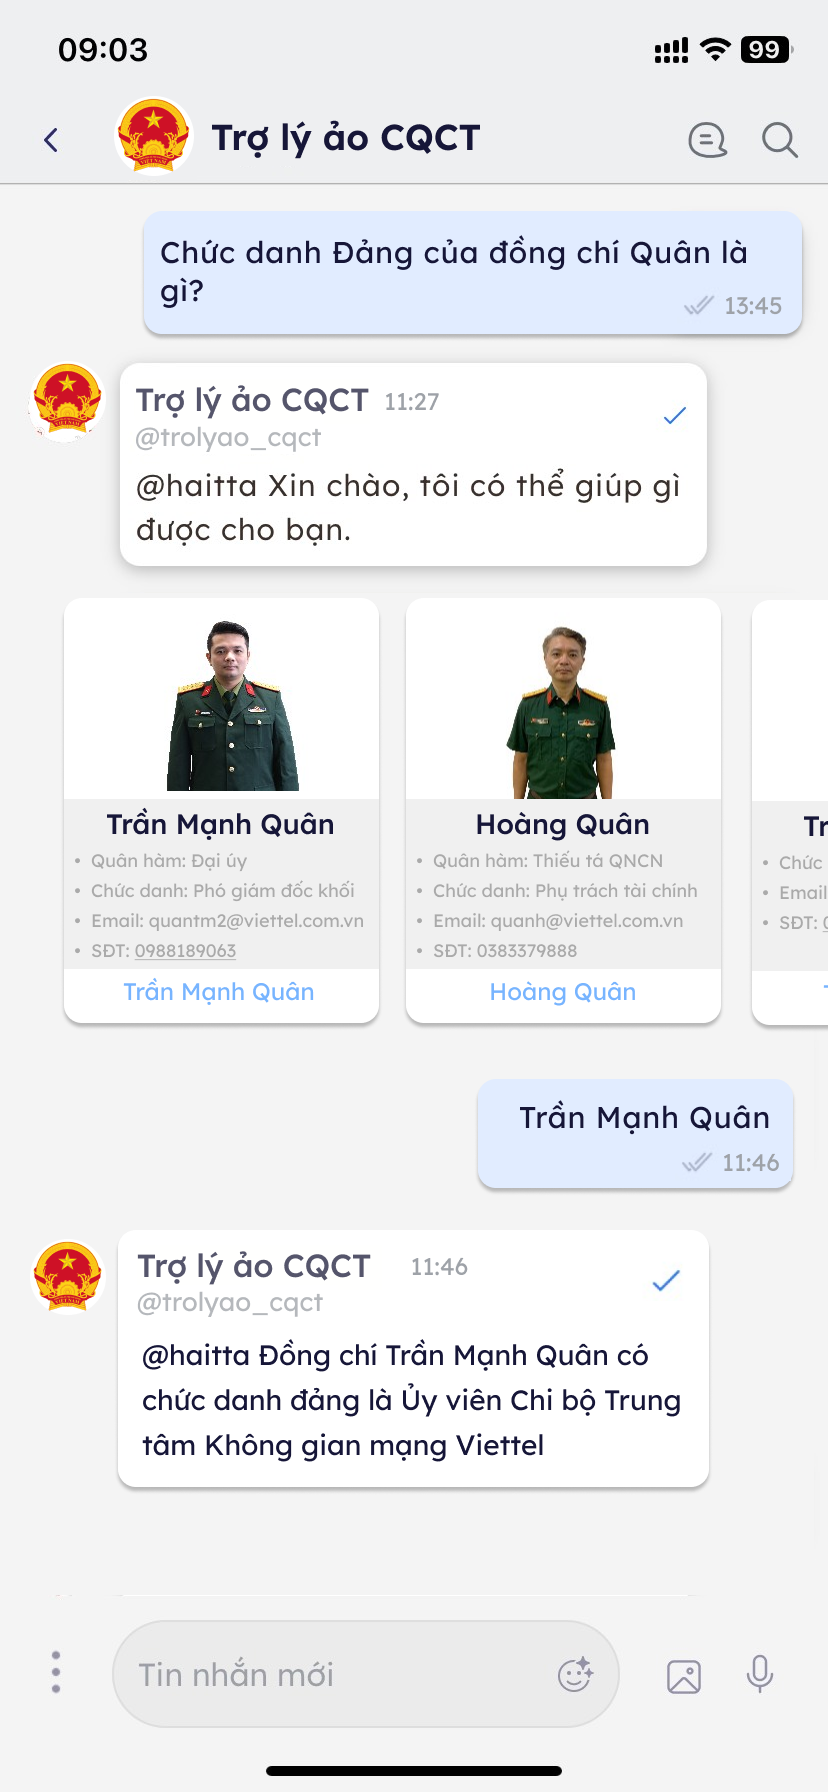 09:03
99
Trợ lý ảo CQCT
Chức danh Đảng của đồng chí Quân là
gì?
13:45
Trợ lý ảo CQCT 11:27
@trolyao_cqct
@haitta Xin chào, tôi có thể giúp gì
được cho bạn.
Trần Mạnh Quân
• Quân hàm: Đại úy
• Chức danh: Phó giám đốc khối
• Email: quantm2@viettel.com.vn
• SĐT: 0988189063
Trần Mạnh Quân
Hoàng Quân
• Quân hàm: Thiếu tá QNCN
• Chức danh: Phụ trách tài chính
• Email: quanh@viettel.com.vn
• SĐT: 0383379888
Hoàng Quân
Tr
• Chức
• Email
• SĐT:
Trần Mạnh Quân
11:46
Trợ lý ảo CQCT 11:46
@trolyao_cqct
@haitta Đồng chí Trần Mạnh Quân có
chức danh đảng là Ủy viên Chi bộ Trung
tâm Không gian mạng Viettel
Tin nhắn mới